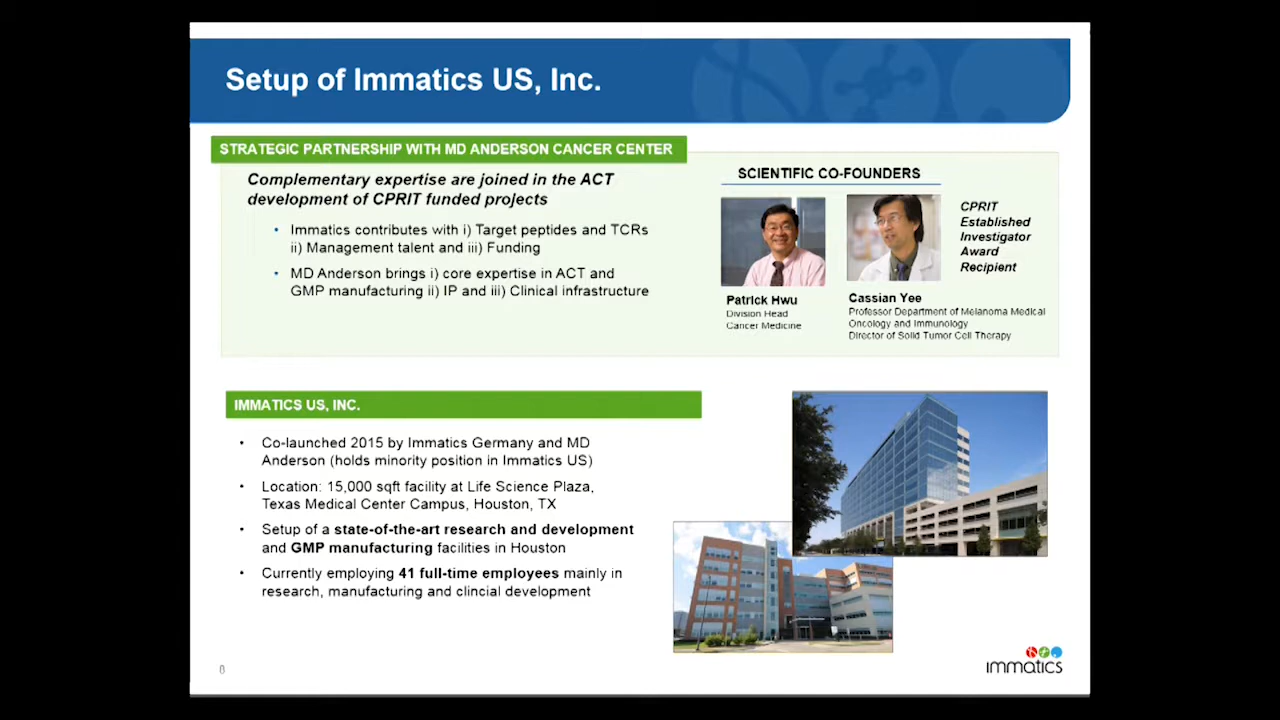 Setup of Immatics US, Inc.
STRATEGIC PARTNERSHIP WITH MD ANDERSON CANCER CENTER
Complementary expertise are joined in the ACT
development of CPRIT funded projects
• Immatics contributes with i) Target peptides and TCRs
ii) Management talent and iii) Funding
• MD Anderson brings i) core expertise in ACT and
GMP manufacturing ii) IP and iii) Clinical infrastructure
SCIENTIFIC CO-FOUNDERS
CPRIT
Established
Investigator
Award
Recipient
Patrick Hwu
Division Head
Cancer Medicine
Cassian Yee
Professor Department of Melanoma Medical
Oncology and Immunology
Director of Solid Tumor Cell Therapy
IMMATICS US, INC.
• Co-launched 2015 by Immatics Germany and MD
Anderson (holds minority position in Immatics US)
• Location: 15,000 sqft facility at Life Science Plaza,
Texas Medical Center Campus, Houston, TX
• Setup of a state-of-the-art research and development
and GMP manufacturing facilities in Houston
• Currently employing 41 full-time employees mainly in
research, manufacturing and clincial development
immatics